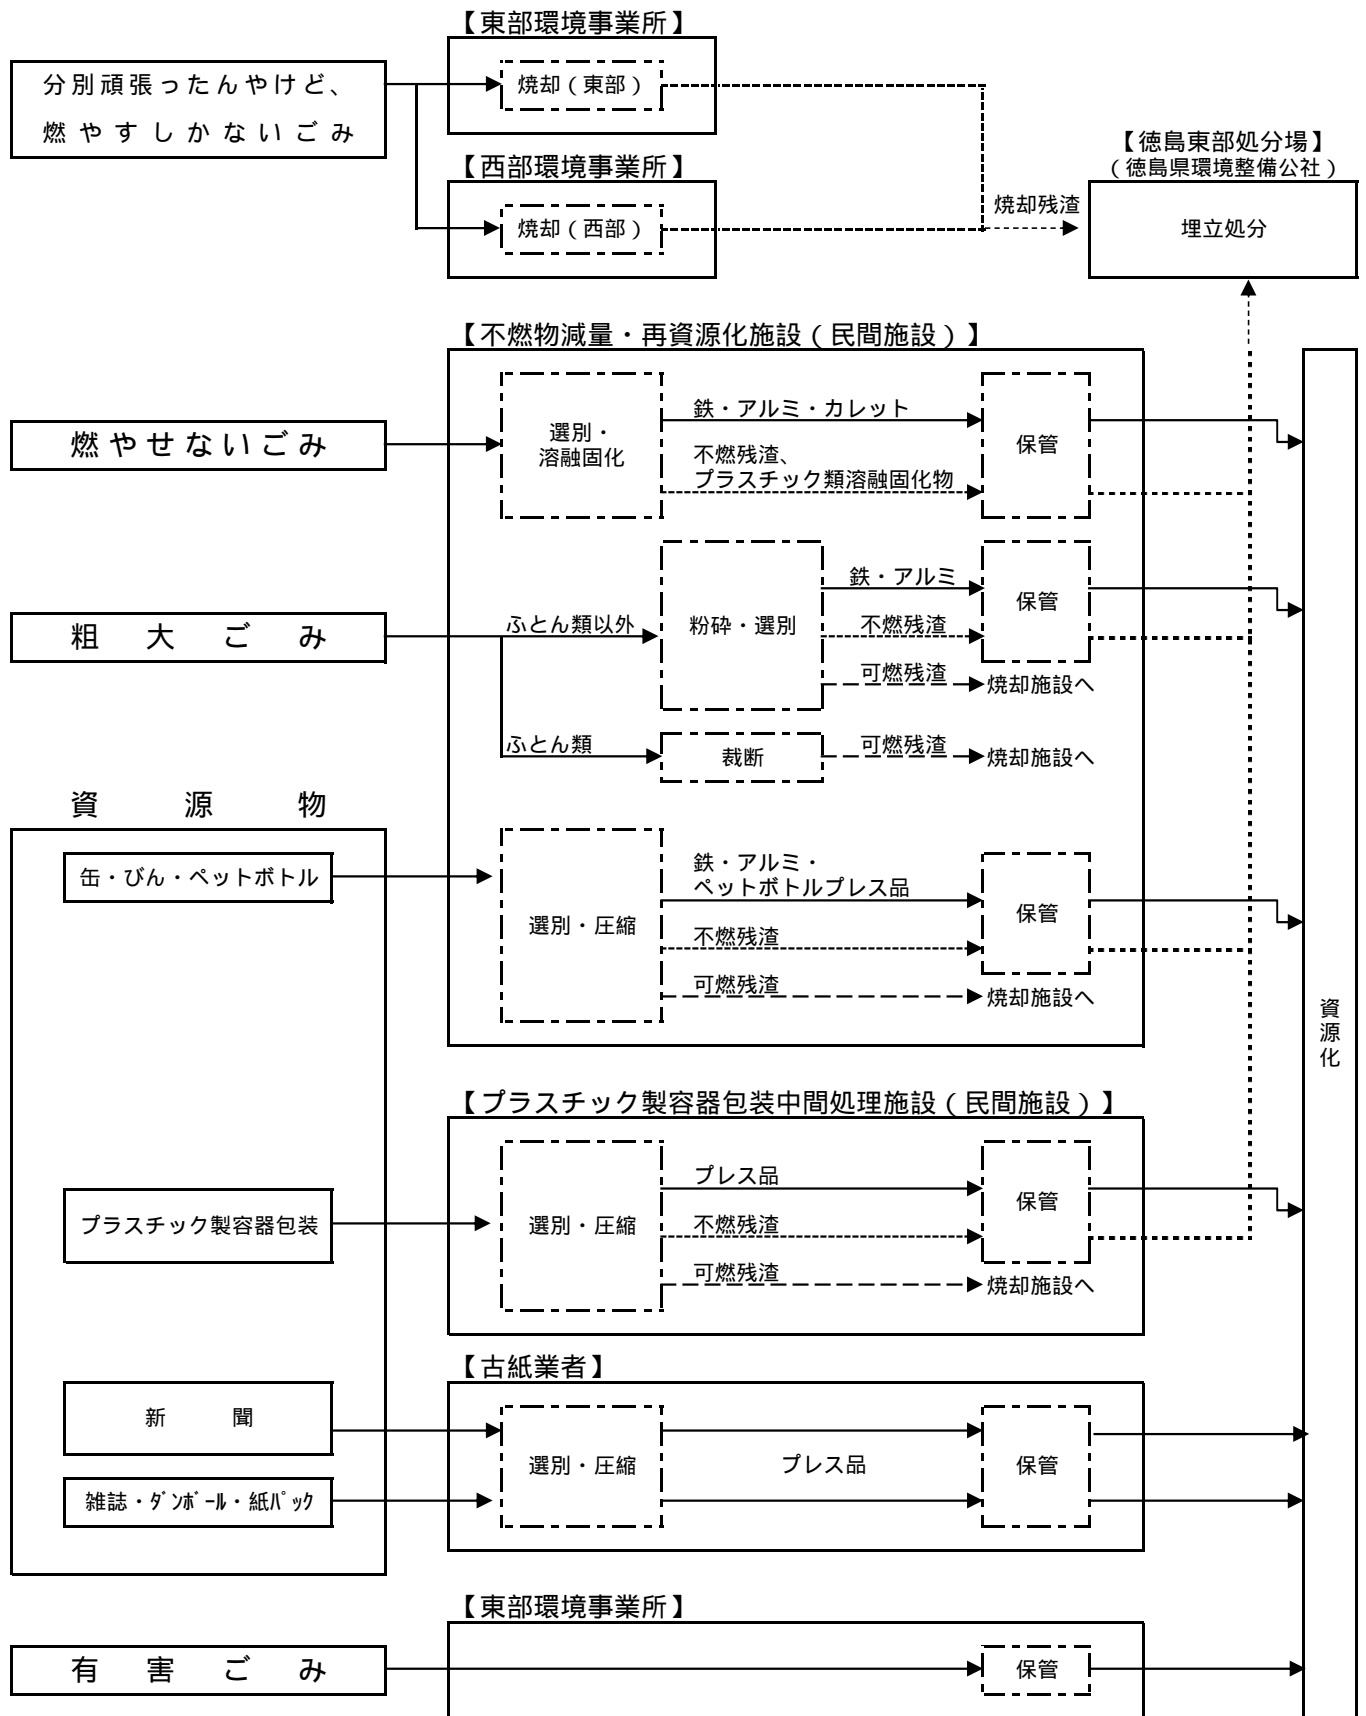 【東部環境事業所】
分別頑張ったんやけど、
燃やすしかないごみ
焼却(東部)
【西部環境事業所】
焼却(西部)
焼却残渣
【徳島東部処分場】
(徳島県環境整備公社)
埋立処分
【不燃物減量・再資源化施設(民間施設)】
燃やせないごみ
選別・
溶融固化
鉄・アルミ・カレット
不燃残渣、
プラスチック類溶融固化物
保管
粗大ごみ
ふとん類以外
粉砕・選別
鉄・アルミ
不燃残渣
可燃残渣
保管
焼却施設へ
ふとん類
裁断
可燃残渣
焼却施設へ
資源物
缶・びん・ペットボトル
選別・圧縮
鉄・アルミ・
ペットボトルプレス品
不燃残渣
可燃残渣
保管
焼却施設へ
資源化
【プラスチック製容器包装中間処理施設(民間施設)】
プラスチック製容器包装
選別・圧縮
プレス品
不燃残渣
可燃残渣
保管
焼却施設へ
【古紙業者】
新聞
雑誌・ダンボール・紙パック
選別・圧縮
プレス品
保管
【東部環境事業所】
有害ごみ
保管